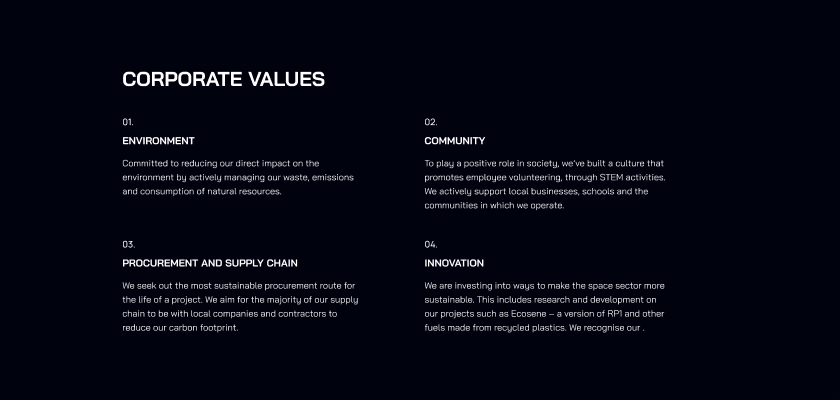 CORPORATE VALUES
01.
ENVIRONMENT
Committed to reducing our direct impact on the
environment by actively managing our waste, emissions
and consumption of natural resources.
02.
COMMUNITY
To play a positive role in society, we've built a culture that
promotes employee volunteering, through STEM activities.
We actively support local businesses, schools and the
communities in which we operate.
03.
PROCUREMENT AND SUPPLY CHAIN
We seek out the most sustainable procurement route for
the life of a project. We aim for the majority of our supply
chain to be with local companies and contractors to
reduce our carbon footprint.
04.
INNOVATION
We are investing into ways to make the space sector more
sustainable. This includes research and development on
our projects such as Ecosene – a version of RP1 and other
fuels made from recycled plastics. We recognise our .